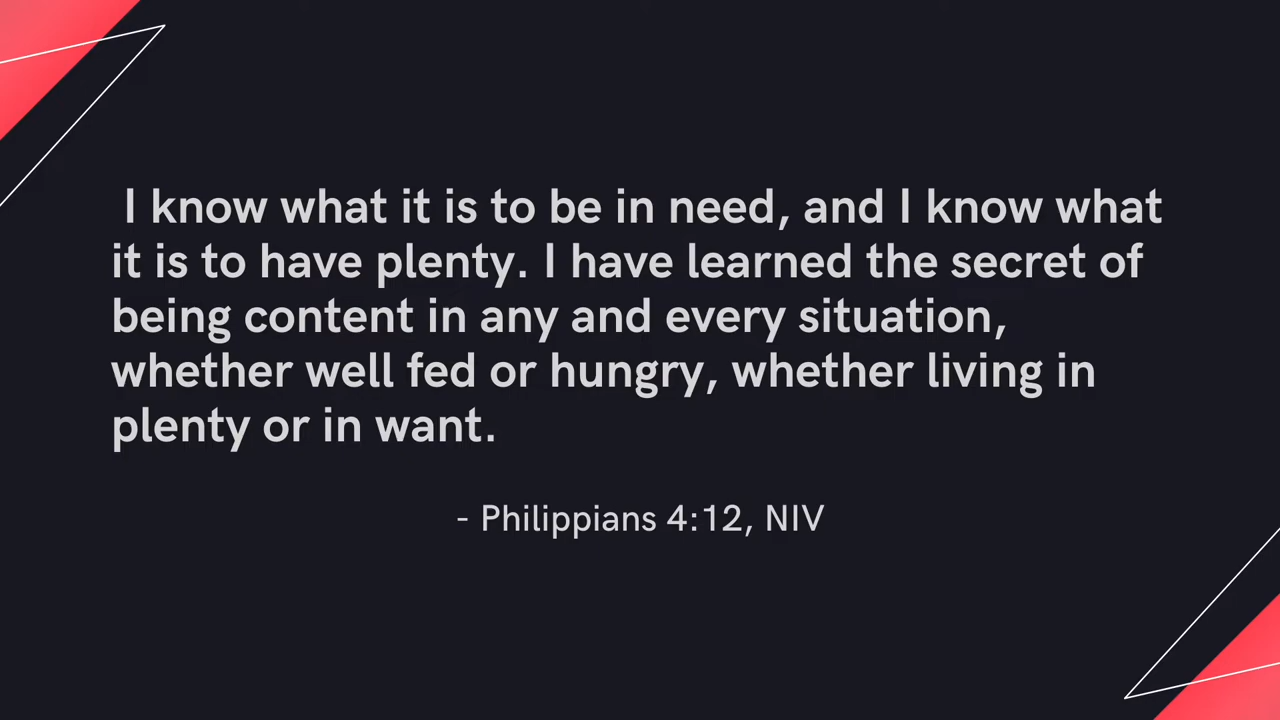 I know what it is to be in need, and I know what
it is to have plenty. I have learned the secret of
being content in any and every situation,
whether well fed or hungry, whether living in
plenty or in want.
- Philippians 4:12, NIV